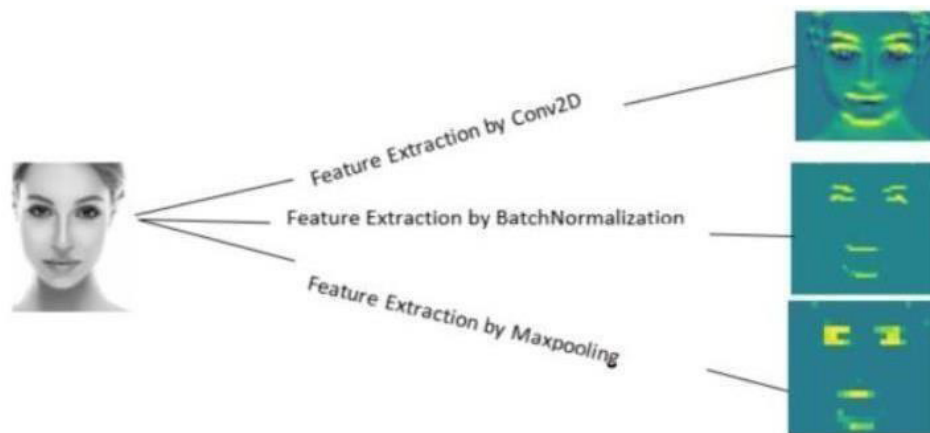 Feature Extraction by Conv2D
Feature Extraction by BatchNormalization
Feature Extraction by Maxpooling